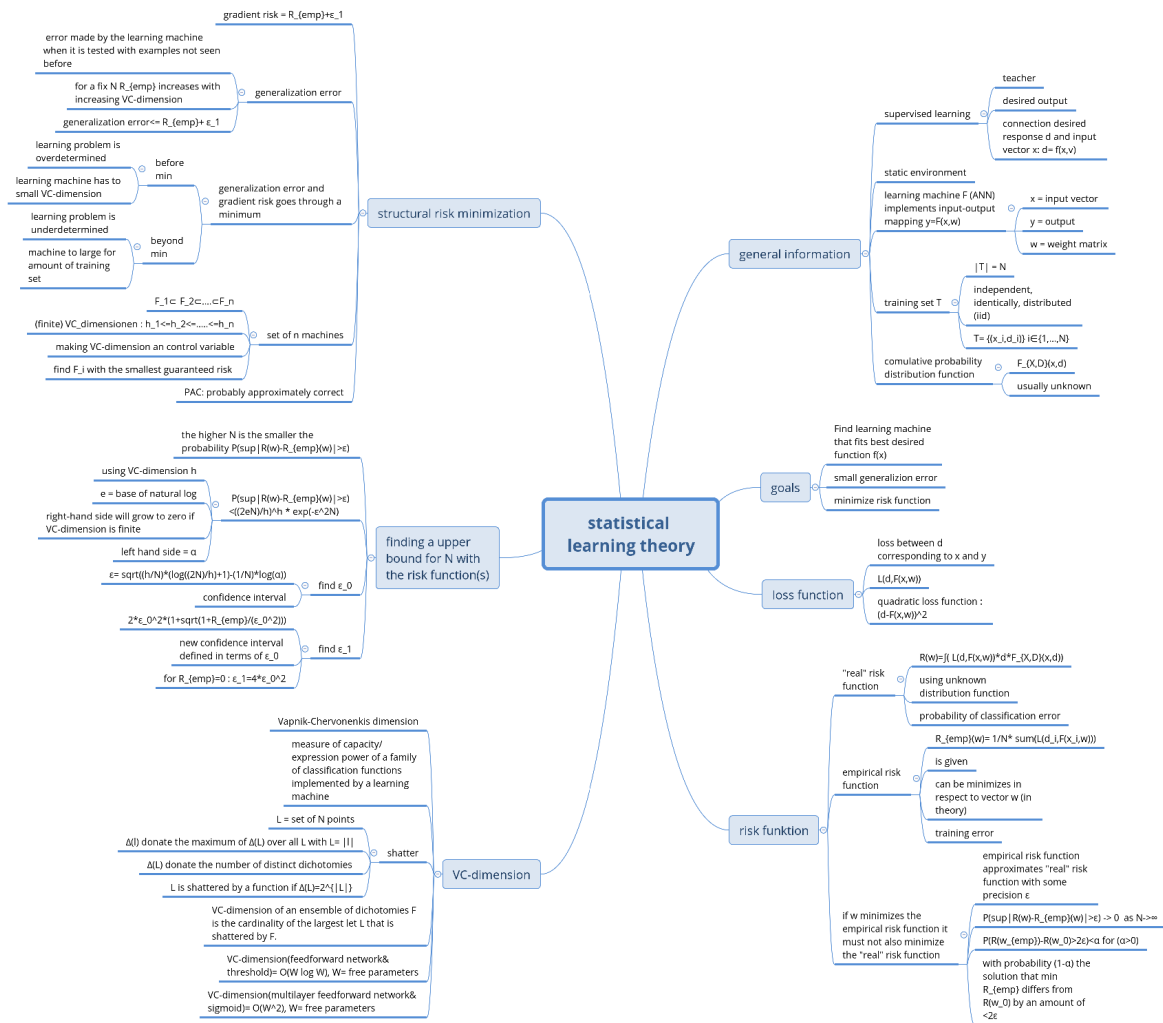 statistical
learning theory
general information
supervised learning
teacher
desired output
connection desired
response d and input
vector x: d= f(x,v)
static environment
learning machine F (ANN)
implements input-output
mapping y=F(x,w)
x = input vector
y = output
w = weight matrix
training set T
|T| = N
independent,
identically, distributed
(iid)
T= {(x_i,d_i)} i∈{1,...,N}
comulative probability
distribution function
F_{X,D}(x,d)
usually unknown
goals
Find learning machine
that fits best desired
function f(x)
small generalizion error
minimize risk function
loss function
loss between d
corresponding to x and y
L(d,F(x,w))
quadratic loss function :
(d-F(x,w))^2
risk funktion
"real" risk
function
R(w)=∫( L(d,F(x,w))*d*F_{X,D}(x,d))
using unknown
distribution function
probability of classification error
empirical risk
function
R_{emp}(w)= 1/N* sum(L(d_i,F(x_i,w)))
is given
can be minimizes in
respect to vector w (in
theory)
training error
if w minimizes the
empirical risk function it
must not also minimize
the "real" risk function
empirical risk function
approximates "real" risk
function with some
precision ε
P(sup|R(w)-R_{emp}(w)|>ε) -> 0 as N->∞
P(R(w_{emp})-R(w_0)>2ε)<α for (α>0)
with probability (1-α) the
solution that min
R_{emp} differs from
R(w_0) by an amount of
<2ε
structural risk minimization
gradient risk = R_{emp}+ε_1
generalization error
error made by the learning machine
when it is tested with examples not seen
before
for a fix N R_{emp} increases with
increasing VC-dimension
generalization error<= R_{emp}+ ε_1
generalization error and
gradient risk goes through a
minimum
before
min
learning problem is
overdetermined
learning machine has to
small VC-dimension
beyond
min
learning problem is
underdetermined
machine to large for
amount of training
set
set of n machines
F_1⊂ F_2⊂....⊂F_n
(finite) VC_dimensionen : h_1<=h_2<=.....<=h_n
making VC-dimension an control variable
find F_i with the smallest guaranteed risk
PAC: probably approximately correct
finding a upper
bound for N with
the risk function(s)
the higher N is the smaller the
probability P(sup|R(w)-R_{emp}(w)|>ε)
P(sup|R(w)-R_{emp}(w)|>ε)
<((2eN)/h)^h * exp(-ε^2N)
using VC-dimension h
e = base of natural log
right-hand side will grow to zero if
VC-dimension is finite
left hand side = α
find ε_0
ε= sqrt((h/N)*(log((2N)/h)+1)-(1/N)*log(α))
confidence interval
find ε_1
2*ε_0^2*(1+sqrt(1+R_{emp}/(ε_0^2)))
new confidence interval
defined in terms of ε_0
for R_{emp}=0 : ε_1=4*ε_0^2
VC-dimension
Vapnik-Chervonenkis dimension
measure of capacity/
expression power of a family
of classification functions
implemented by a learning
machine
shatter
L = set of N points
Δ(l) donate the maximum of Δ(L) over all L with L= |l|
Δ(L) donate the number of distinct dichotomies
L is shattered by a function if Δ(L)=2^{|L|}
VC-dimension of an ensemble of dichotomies F
is the cardinality of the largest let L that is
shattered by F.
VC-dimension(feedforward network&
threshold)= O(W log W), W= free parameters
VC-dimension(multilayer feedforward network&
sigmoid)= O(W^2), W= free parameters